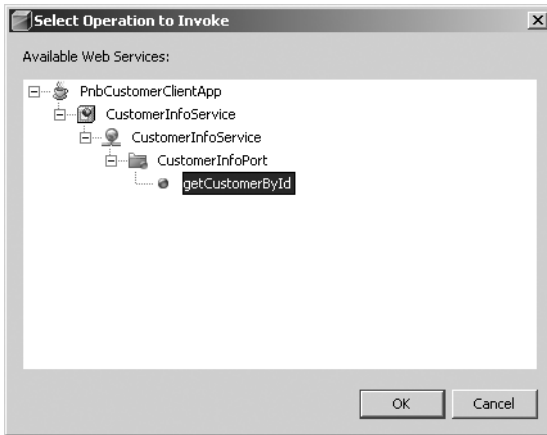 Select Operation to Invoke
Available Web Services:
PnbCustomerClientApp
CustomerInfoService
CustomerInfoService
CustomerInfoPort
getCustomerById
OK Cancel